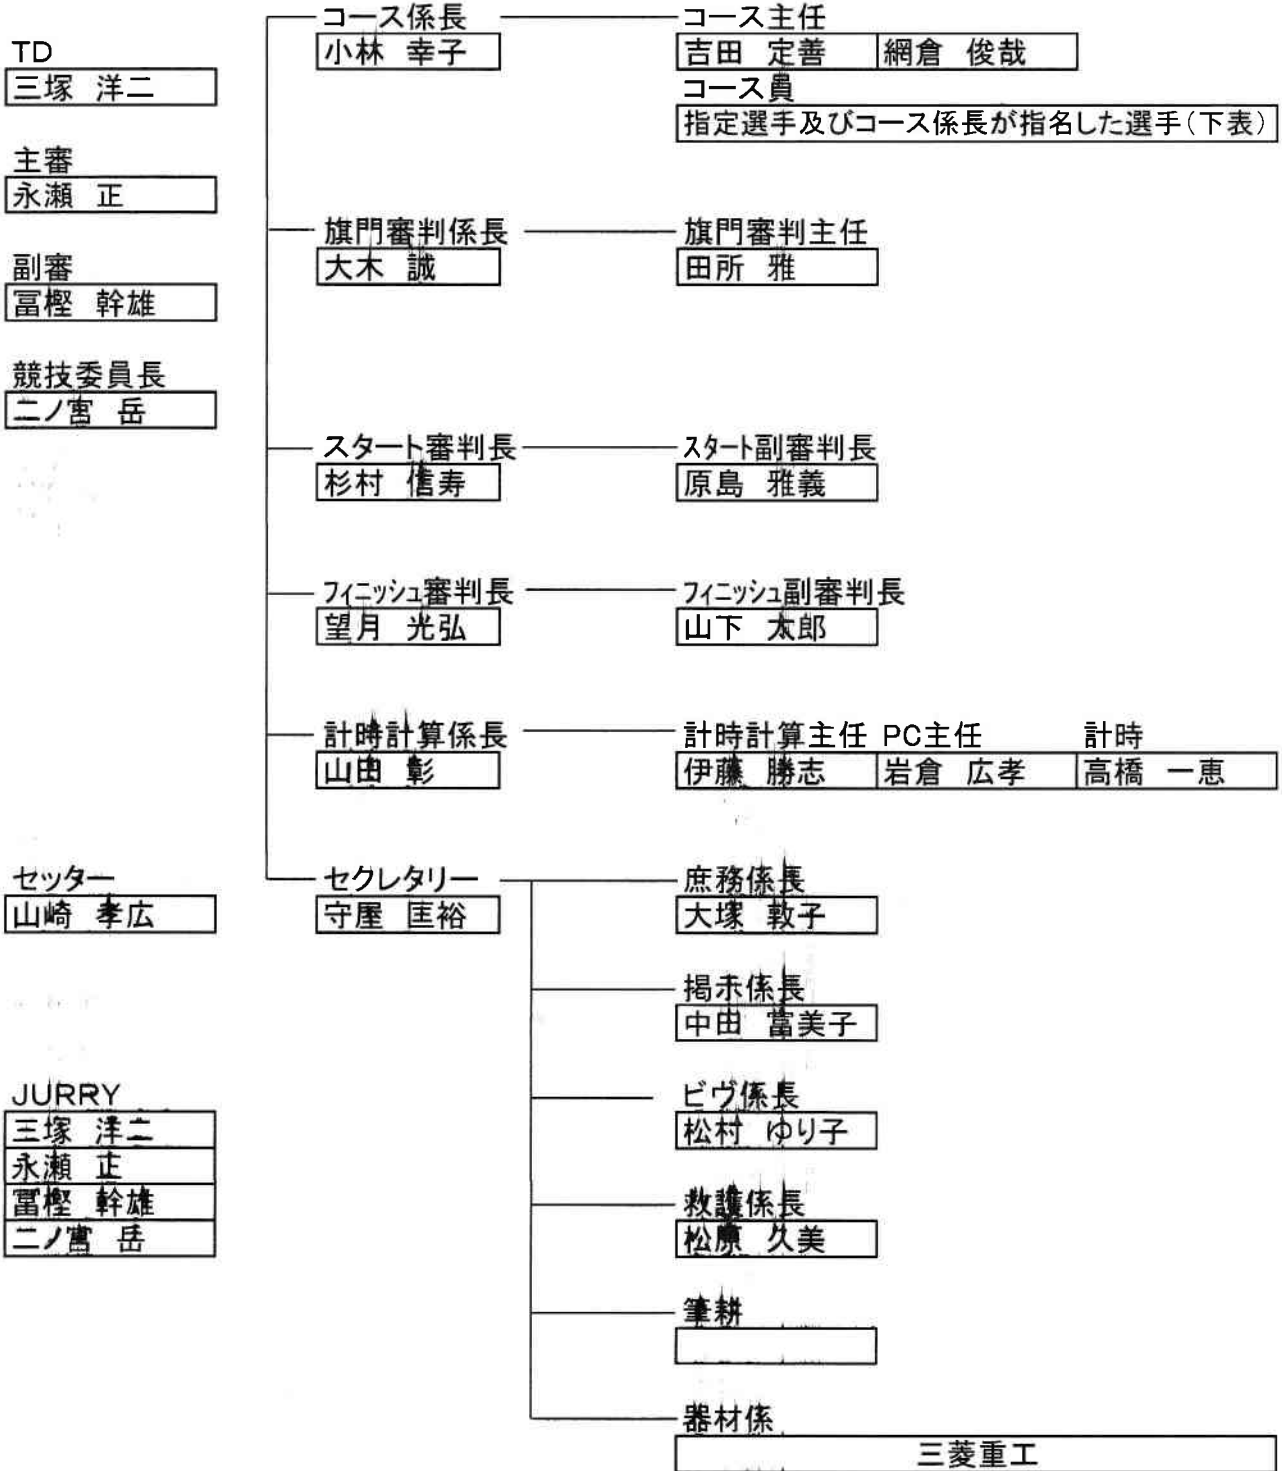 TD
三塚 洋二
主審
永瀬 正
副審
冨樫 幹雄
競技委員長
二ノ宮 岳
セッター
山崎 孝広
JURRY
三塚 洋二
永瀬 正
冨樫 幹雄
二ノ宮 岳
コース係長 コース主任
小林 幸子 吉田 定善 網倉 俊哉
コース員
指定選手及びコース係長が指名した選手(下表)
旗門審判係長 旗門審判主任
大木 誠 田所 雅
スタート審判長 スタート副審判長
杉村 信寿 原島 雅義
フィニッシュ審判長 フィニッシュ副審判長
望月 光弘 山下 太郎
計時計算係長 計時計算主任 PC主任 計時
山田 彰 伊藤 勝志 岩倉 広孝 高橋 一恵
セクレタリー 庶務係長
守屋 匡裕 大塚 敦子
掲示係長
中田 富美子
ビヴ係長
松村 ゆり子
救護係長
松原 久美
筆耕
器材係
三菱重工